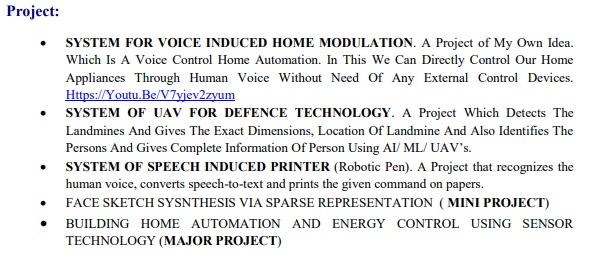 Project:
• SYSTEM FOR VOICE INDUCED HOME MODULATION. A Project of My Own Idea.
Which Is A Voice Control Home Automation. In This We Can Directly Control Our Home
Appliances Through Human Voice Without Need Of Any External Control Devices.
Https://Youtu.Be/V7yjev2zyum
• SYSTEM OF UAV FOR DEFENCE TECHNOLOGY. A Project Which Detects The
Landmines And Gives The Exact Dimensions, Location Of Landmine And Also Identifies The
Persons And Gives Complete Information Of Person Using AI/ ML/ UAV's.
• SYSTEM OF SPEECH INDUCED PRINTER (Robotic Pen). A Project that recognizes the
human voice, converts speech-to-text and prints the given command on papers.
• FACE SKETCH SYSNTHESIS VIA SPARSE REPRESENTATION ( MINI PROJECT)
• BUILDING HOME AUTOMATION AND ENERGY CONTROL USING SENSOR
TECHNOLOGY (MAJOR PROJECT)